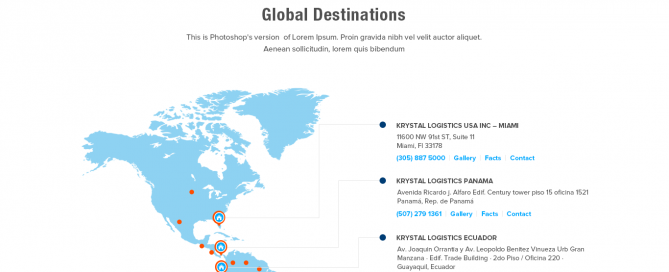 Global Destinations
This is Photoshop's version of Lorem Ipsum. Proin gravida nibh vel velit auctor aliquet.
Aenean sollicitudin, lorem quis bibendum
KRYSTAL LOGISTICS USA INC – MIAMI
11600 NW 91st ST, Suite 11
Miami, Fl 33178
(305) 887 5000 | Gallery | Facts | Contact
KRYSTAL LOGISTICS PANAMA
Avenida Ricardo j. Alfaro Edif. Century tower piso 15 oficina 1521
Panamá, Rep. de Panamá
(507) 279 1361 | Gallery | Facts | Contact
KRYSTAL LOGISTICS ECUADOR
Av. Joaquin Orrantia y Av. Leopoldo Benitez Vinueza Urb Gran
Manzana · Edif. Trade Building · 2do Piso / Oficina 220 ·
Guayaquil, Ecuador